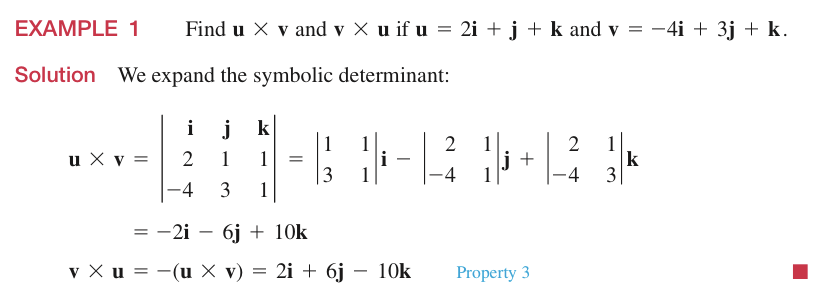 EXAMPLE 1 Find u × v and v × u if u = 2i + j + k and v = −4i + 3j + k.
Solution We expand the symbolic determinant:
u × v = | i j k | = | 1 1 | i − | 2 1 | j + | 2 1 | k
| 2 1 1 | | 3 1 | | −4 1 | | −4 3 |
| −4 3 1 |
= −2i − 6j + 10k
v × u = −(u × v) = 2i + 6j − 10k Property 3